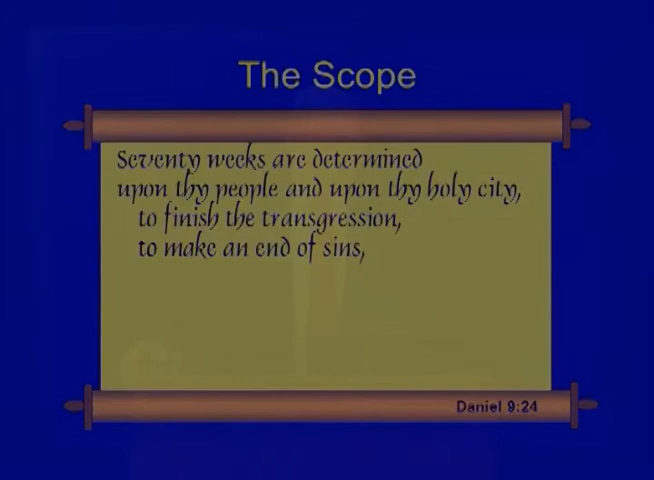 The Scope
Seventy weeks are determined
upon thy people and upon thy holy city,
to finish the transgression,
to make an end of sins,
Daniel 9:24